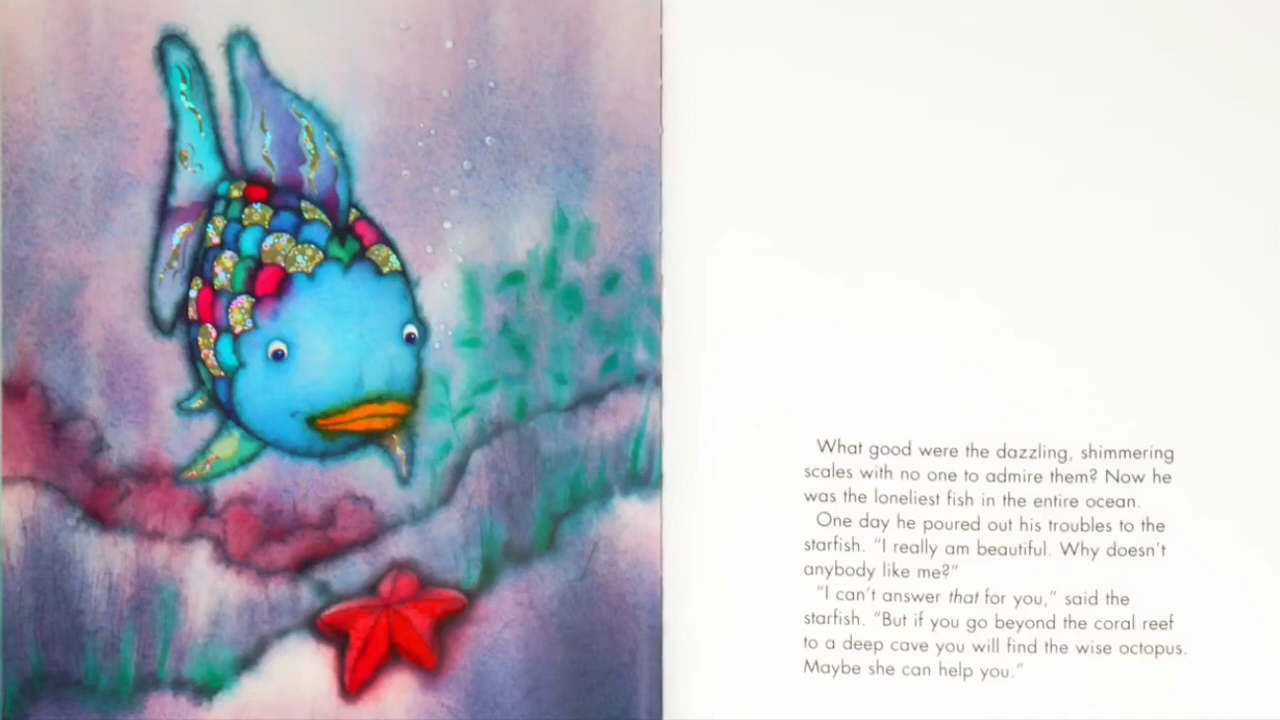 What good were the dazzling, shimmering
scales with no one to admire them? Now he
was the loneliest fish in the entire ocean.
One day he poured out his troubles to the
starfish. “I really am beautiful. Why doesn’t
anybody like me?”
“I can’t answer that for you,” said the
starfish. “But if you go beyond the coral reef
to a deep cave you will find the wise octopus.
Maybe she can help you.”